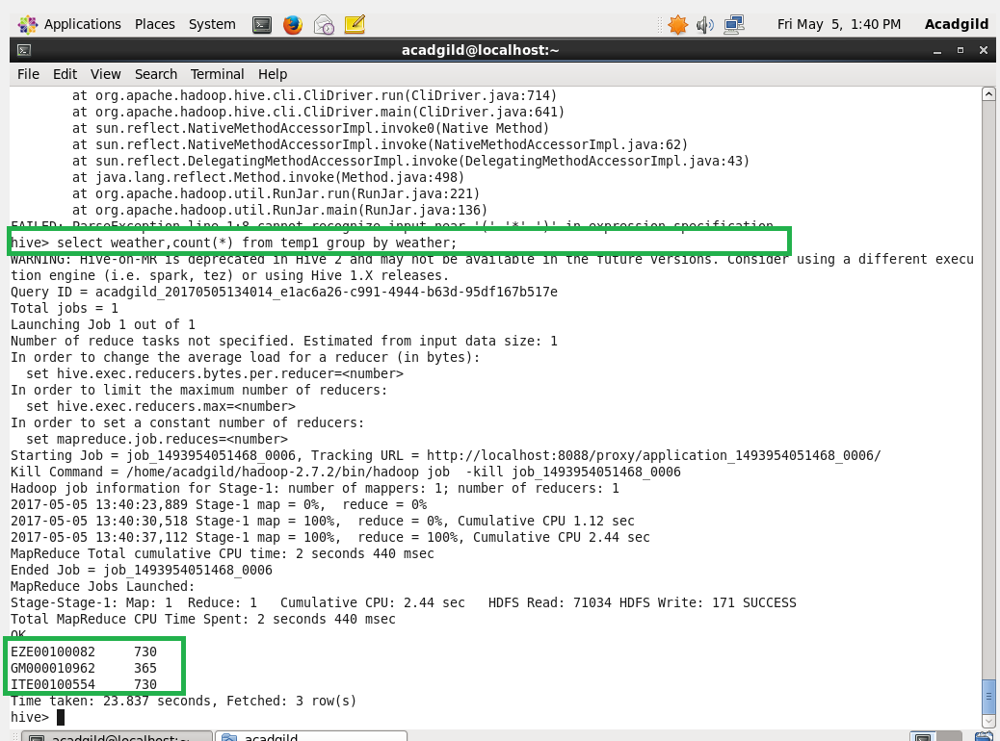 Applications Places System Fri May 5, 1:40 PM Acadgild
acadgild@localhost:~
File Edit View Search Terminal Help
at org.apache.hadoop.hive.cli.CliDriver.run(CliDriver.java:714)
at org.apache.hadoop.hive.cli.CliDriver.main(CliDriver.java:641)
at sun.reflect.NativeMethodAccessorImpl.invoke0(Native Method)
at sun.reflect.NativeMethodAccessorImpl.invoke(NativeMethodAccessorImpl.java:62)
at sun.reflect.DelegatingMethodAccessorImpl.invoke(DelegatingMethodAccessorImpl.java:43)
at java.lang.reflect.Method.invoke(Method.java:498)
at org.apache.hadoop.util.RunJar.run(RunJar.java:221)
at org.apache.hadoop.util.RunJar.main(RunJar.java:136)
FAILED: ParseException line 1:8 cannot recognize input near '(' '*' ')' in expression specification
hive> select weather,count(*) from temp1 group by weather;
WARNING: Hive-on-MR is deprecated in Hive 2 and may not be available in the future versions. Consider using a different execu
tion engine (i.e. spark, tez) or using Hive 1.X releases.
Query ID = acadgild_20170505134014_e1ac6a26-c991-4944-b63d-95df167b517e
Total jobs = 1
Launching Job 1 out of 1
Number of reduce tasks not specified. Estimated from input data size: 1
In order to change the average load for a reducer (in bytes):
set hive.exec.reducers.bytes.per.reducer=<number>
In order to limit the maximum number of reducers:
set hive.exec.reducers.max=<number>
In order to set a constant number of reducers:
set mapreduce.job.reduces=<number>
Starting Job = job_1493954051468_0006, Tracking URL = http://localhost:8088/proxy/application_1493954051468_0006/
Kill Command = /home/acadgild/hadoop-2.7.2/bin/hadoop job  -kill job_1493954051468_0006
Hadoop job information for Stage-1: number of mappers: 1; number of reducers: 1
2017-05-05 13:40:23,889 Stage-1 map = 0%,  reduce = 0%
2017-05-05 13:40:30,518 Stage-1 map = 100%,  reduce = 0%, Cumulative CPU 1.12 sec
2017-05-05 13:40:37,112 Stage-1 map = 100%,  reduce = 100%, Cumulative CPU 2.44 sec
MapReduce Total cumulative CPU time: 2 seconds 440 msec
Ended Job = job_1493954051468_0006
MapReduce Jobs Launched:
Stage-Stage-1: Map: 1  Reduce: 1   Cumulative CPU: 2.44 sec   HDFS Read: 71034 HDFS Write: 171 SUCCESS
Total MapReduce CPU Time Spent: 2 seconds 440 msec
OK
EZE00100082 730
GM000010962 365
ITE00100554 730
Time taken: 23.837 seconds, Fetched: 3 row(s)
hive>
acadgild@localhost:~ acadgild